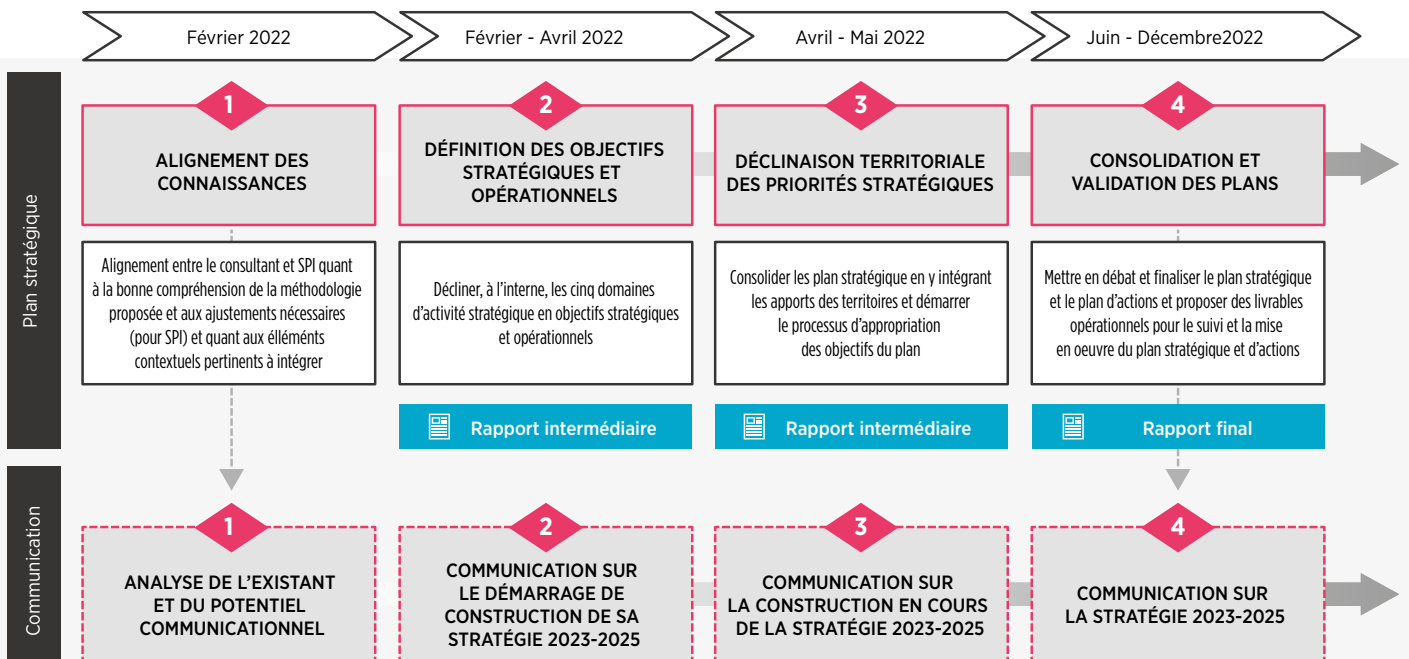 Février 2022
Février - Avril 2022
Avril - Mai 2022
Juin - Décembre2022
Plan stratégique
1
ALIGNEMENT DES
CONNAISSANCES
2
DÉFINITION DES OBJECTIFS
STRATÉGIQUES ET
OPÉRATIONNELS
3
DÉCLINAISON TERRITORIALE
DES PRIORITÉS STRATÉGIQUES
4
CONSOLIDATION ET
VALIDATION DES PLANS
Alignement entre le consultant et SPI quant
à la bonne compréhension de la méthodologie
proposée et aux ajustements nécessaires
(pour SPI) et quant aux élléments
contextuels pertinents à intégrer
Décliner, à l'interne, les cinq domaines
d'activité stratégique en objectifs stratégiques
et opérationnels
Consolider les plan stratégique en y intégrant
les apports des territoires et démarrer
le processus d'appropriation
des objectifs du plan
Mettre en débat et finaliser le plan stratégique
et le plan d'actions et proposer des livrables
opérationnels pour le suivi et la mise
en oeuvre du plan stratégique et d'actions
Rapport intermédiaire
Rapport intermédiaire
Rapport final
Communication
1
ANALYSE DE L'EXISTANT
ET DU POTENTIEL
COMMUNICATIONNEL
2
COMMUNICATION SUR
LE DÉMARRAGE DE
CONSTRUCTION DE SA
STRATÉGIE 2023-2025
3
COMMUNICATION SUR
LA CONSTRUCTION EN COURS
DE LA STRATÉGIE 2023-2025
4
COMMUNICATION SUR
LA STRATÉGIE 2023-2025